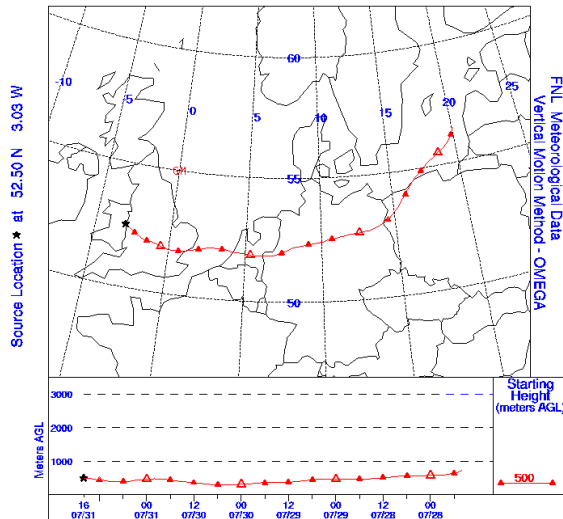 Source Location ★ at 52.50 N 3.03 W
FNL Meteorological Data
Vertical Motion Method - OMEGA
60
-10
-5
0
5
10
15
20
25
GM
55
50
Meters AGL
3000
2000
1000
Starting
Height
(meters AGL)
500
16 00 12 00 12 00 12 00
07/31 07/31 07/30 07/30 07/29 07/29 07/28 07/28